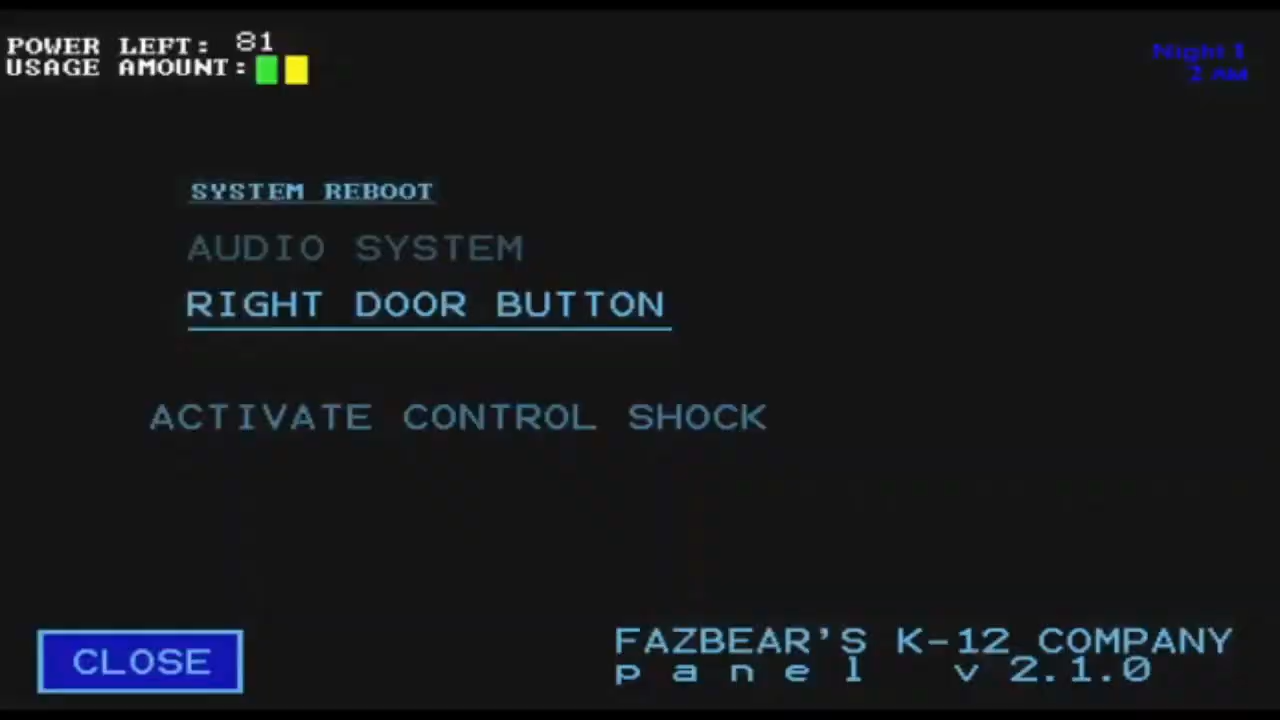 POWER LEFT: 81
USAGE AMOUNT:
Night 1
2 AM
SYSTEM REBOOT
AUDIO SYSTEM
RIGHT DOOR BUTTON
ACTIVATE CONTROL SHOCK
CLOSE
FAZBEAR'S K-12 COMPANY
panel v 2.1.0